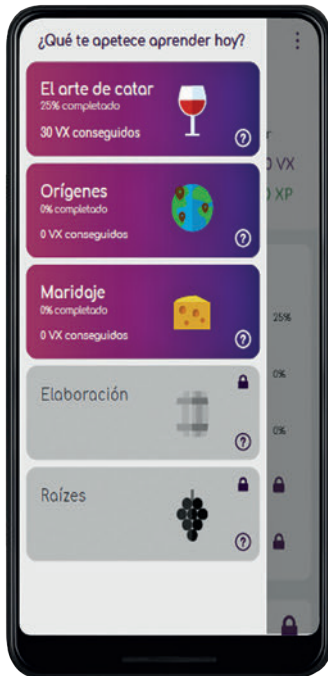 ¿Qué te apetece aprender hoy?
El arte de catar
25% completado
30 VX conseguidos
?
Orígenes
0% completado
0 VX conseguidos
?
Maridaje
0% completado
0 VX conseguidos
?
Elaboración
?
Raízes
?
r
0 VX
0 XP
25%
0%
0%